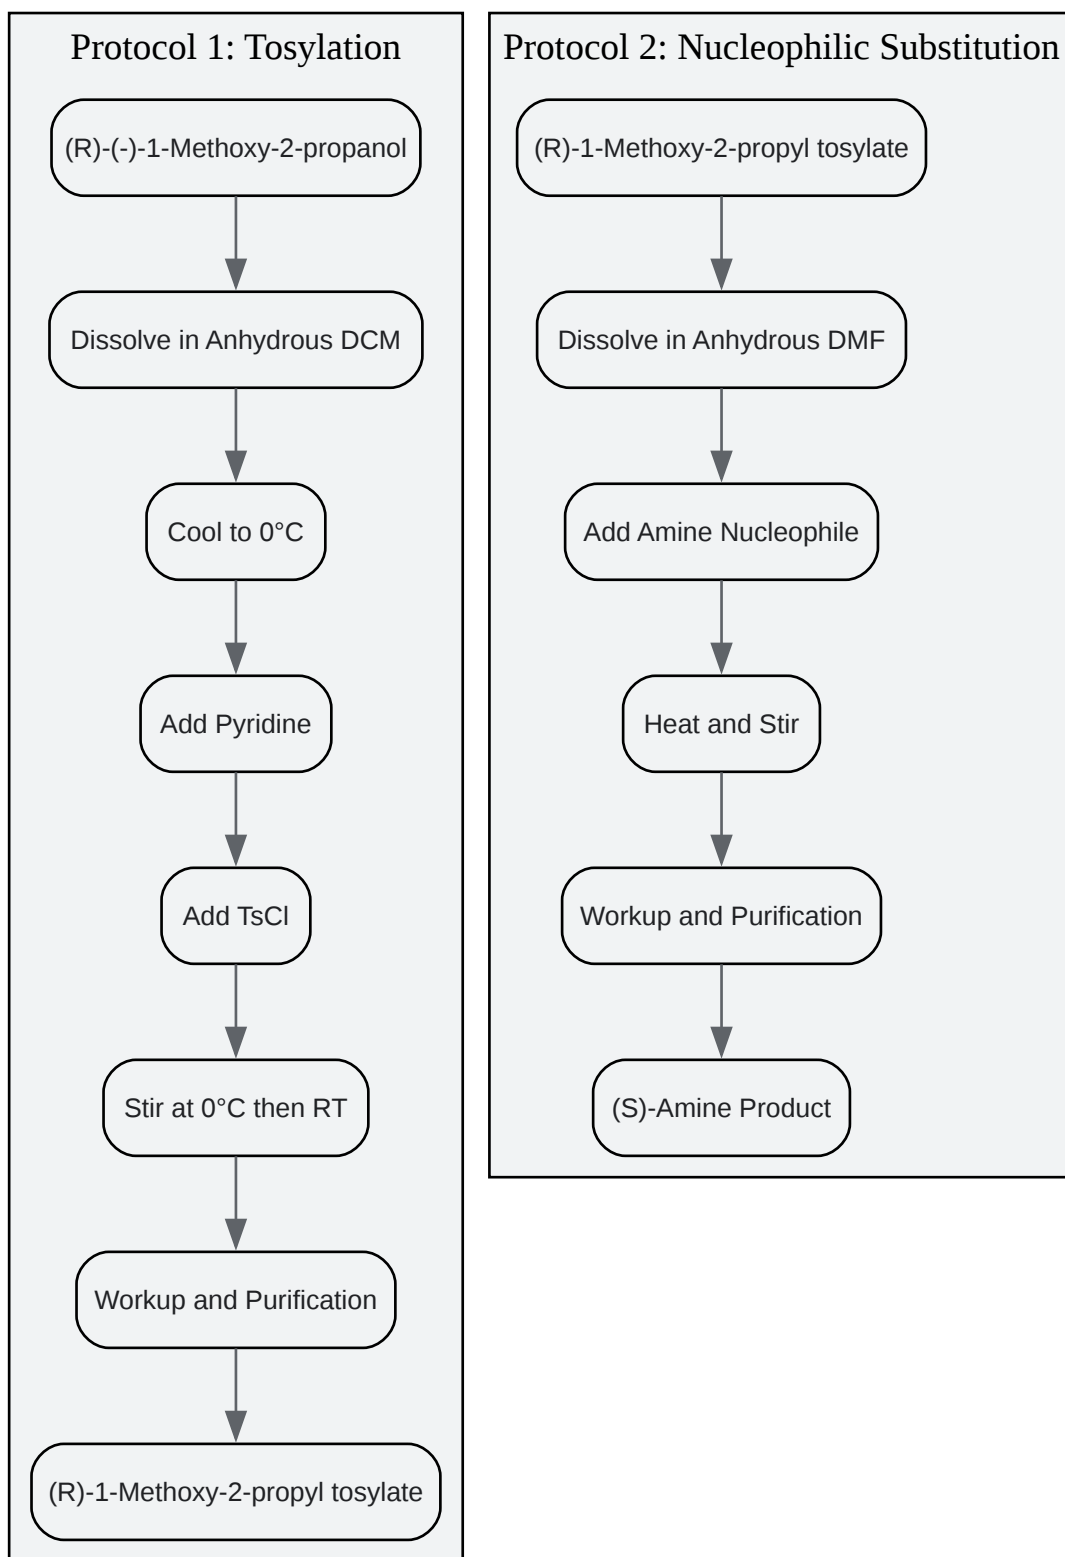 Protocol 1: Tosylation
(R)-(-)-1-Methoxy-2-propanol
Dissolve in Anhydrous DCM
Cool to 0°C
Add Pyridine
Add TsCl
Stir at 0°C then RT
Workup and Purification
(R)-1-Methoxy-2-propyl tosylate
Protocol 2: Nucleophilic Substitution
(R)-1-Methoxy-2-propyl tosylate
Dissolve in Anhydrous DMF
Add Amine Nucleophile
Heat and Stir
Workup and Purification
(S)-Amine Product